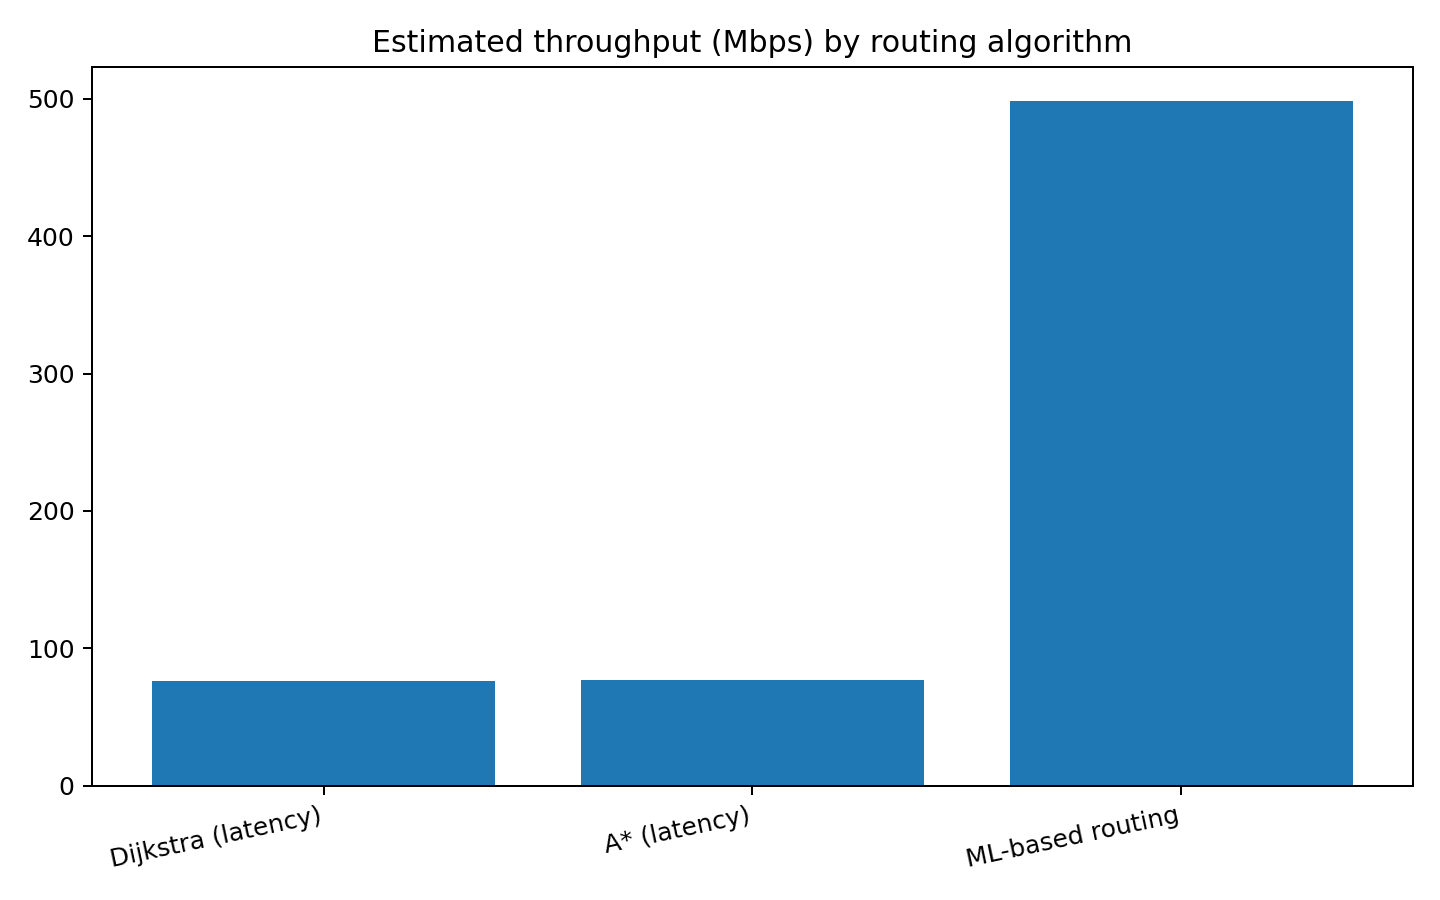 Estimated throughput (Mbps) by routing algorithm
500
400
300
200
100
0
Dijkstra (latency)
A* (latency)
ML-based routing